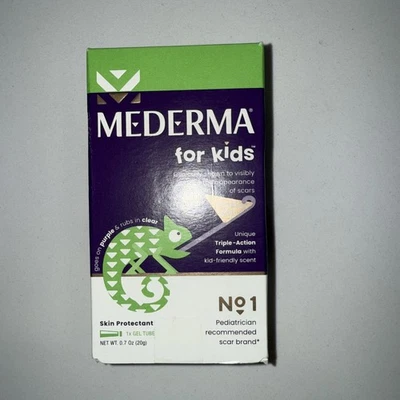 MEDERMA®
for kids™
shown to visibly
appearance
of scars
goes on purple & rubs in clear
Unique
Triple-Action
Formula with
kid-friendly scent
No 1
Pediatrician
recommended
scar brand*
Skin Protectant
1x GEL TUBE
NET WT. 0.7 Oz (20g)